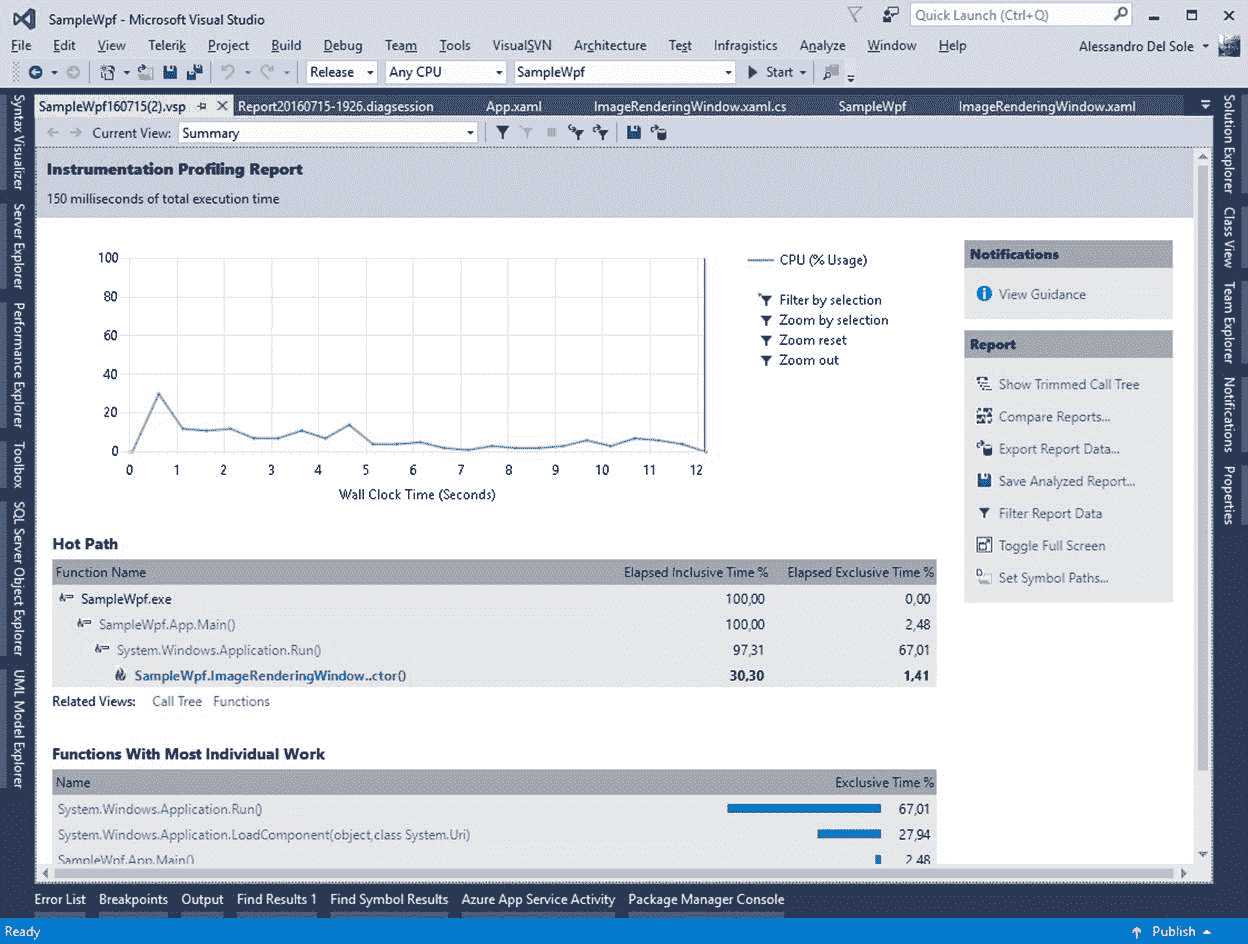 SampleWpf - Microsoft Visual Studio
Quick Launch (Ctrl+Q)
File Edit View Telerik Project Build Debug Team Tools VisualSVN Architecture Test Infragistics Analyze Window Help Alessandro Del Sole
Release Any CPU SampleWpf Start
SampleWpf160715(2).vsp Report20160715-1926.diagsession App.xaml ImageRenderingWindow.xaml.cs SampleWpf ImageRenderingWindow.xaml
Current View: Summary
Syntax Visualizer
Server Explorer
Performance Explorer
Toolbox
SQL Server Object Explorer
UML Model Explorer
Instrumentation Profiling Report
150 milliseconds of total execution time
100
80
60
40
20
0
0 1 2 3 4 5 6 7 8 9 10 11 12
Wall Clock Time (Seconds)
CPU (% Usage)
Filter by selection
Zoom by selection
Zoom reset
Zoom out
Notifications
View Guidance
Report
Show Trimmed Call Tree
Compare Reports...
Export Report Data...
Save Analyzed Report...
Filter Report Data
Toggle Full Screen
Set Symbol Paths...
Hot Path
Function Name Elapsed Inclusive Time % Elapsed Exclusive Time %
SampleWpf.exe 100,00 0,00
SampleWpf.App.Main() 100,00 2,48
System.Windows.Application.Run() 97,31 67,01
SampleWpf.ImageRenderingWindow..ctor() 30,30 1,41
Related Views: Call Tree Functions
Functions With Most Individual Work
Name Exclusive Time %
System.Windows.Application.Run() 67,01
System.Windows.Application.LoadComponent(object,class System.Uri) 27,94
SampleWpf.App.Main() 2,48
Solution Explorer
Class View
Team Explorer
Notifications
Properties
Error List Breakpoints Output Find Results 1 Find Symbol Results Azure App Service Activity Package Manager Console
Ready Publish